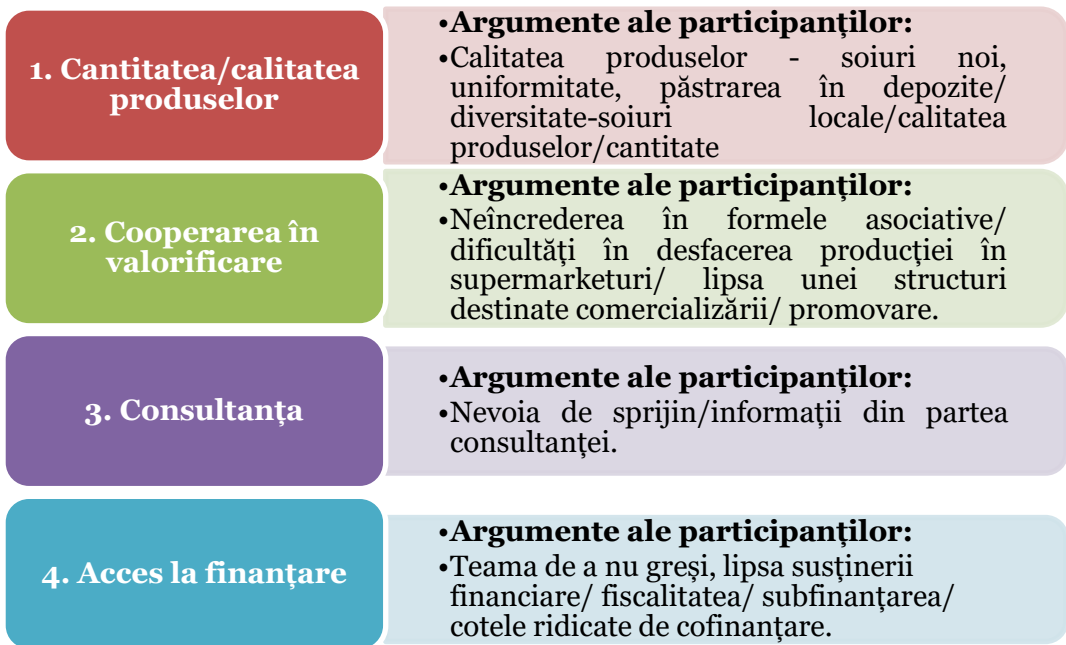 1. Cantitatea/calitatea
produselor
•Argumente ale participanților:
•Calitatea produselor - soiuri noi,
uniformitate, păstrarea în depozite/
diversitate-soiuri locale/calitatea
produselor/cantitate
2. Cooperarea în
valorificare
•Argumente ale participanților:
•Neîncrederea în formele asociative/
dificultăți în desfacerea producției în
supermarketuri/ lipsa unei structuri
destinate comercializării/ promovare.
3. Consultanța
•Argumente ale participanților:
•Nevoia de sprijin/informații din partea
consultanței.
4. Acces la finanțare
•Argumente ale participanților:
•Teama de a nu greși, lipsa susținerii
financiare/ fiscalitatea/ subfinanțarea/
cotele ridicate de cofinanțare.